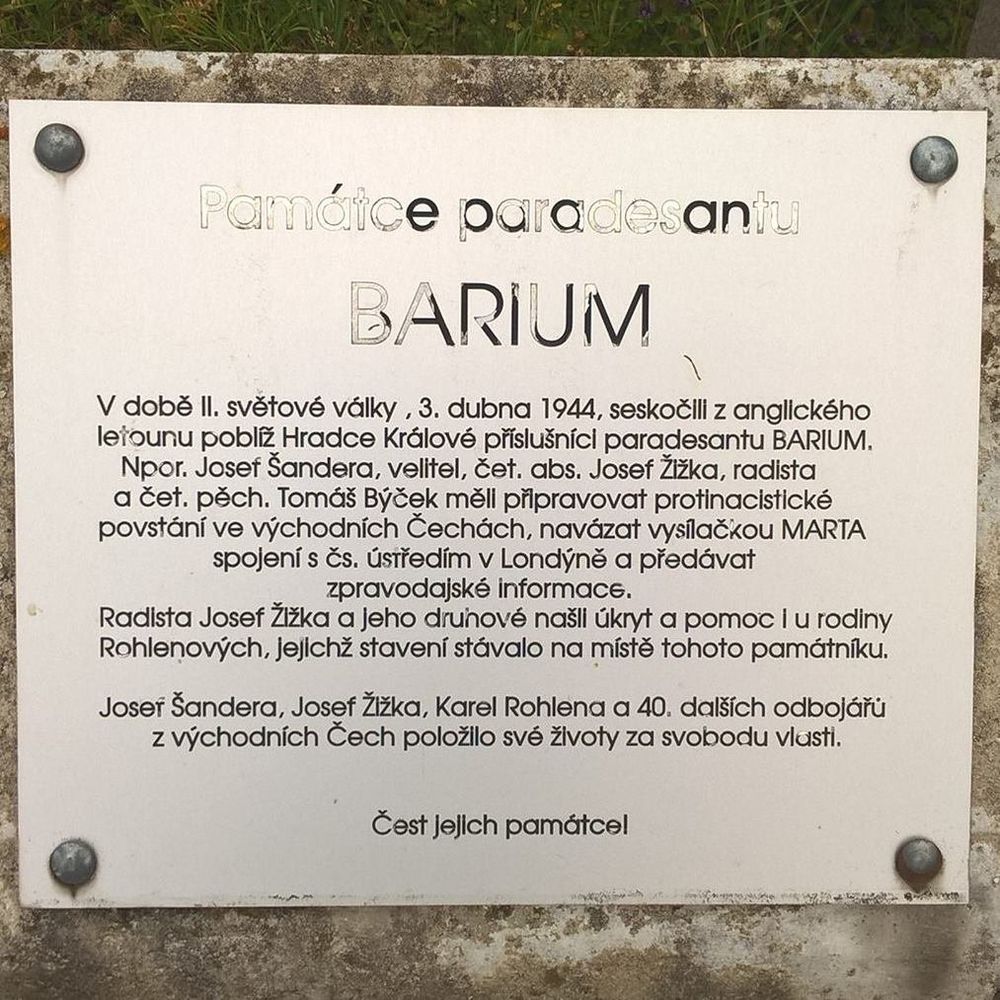 Památce paradesantu
BARIUM
V době II. světové války , 3. dubna 1944, seskočili z anglického
letounu poblíž Hradce Králové příslušníci paradesantu BARIUM.
Npor. Josef Šandera, velitel, čet. abs. Josef Žižka, radista
a čet. pěch. Tomáš Býček měli připravovat protinacistické
povstání ve východních Čechách, navázat vysílačkou MARTA
spojení s čs. ústředím v Londýně a předávat
zpravodajské informace.
Radista Josef Žižka a jeho druhové našli úkryt a pomoc i u rodiny
Rohlenových, jejichž stavení stávalo na místě tohoto památníku.
Josef Šandera, Josef Žižka, Karel Rohlena a 40. dalších odbojářů
z východních Čech položilo své životy za svobodu vlasti.
Čest jejich památce!